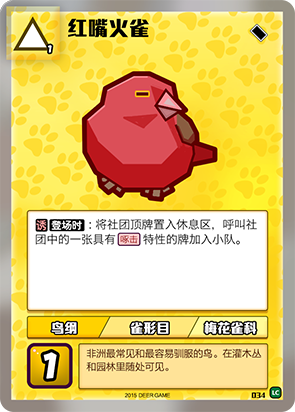 1
红嘴火雀
诱 登场时：将社团顶牌置入休息区，呼叫社
团中的一张具有 啄击 特性的牌加入小队。
鸟纲 / 雀形目 / 梅花雀科
1
非洲最常见和最容易驯服的鸟。在灌木丛
和园林里随处可见。
2015 DEER GAME
034 LC